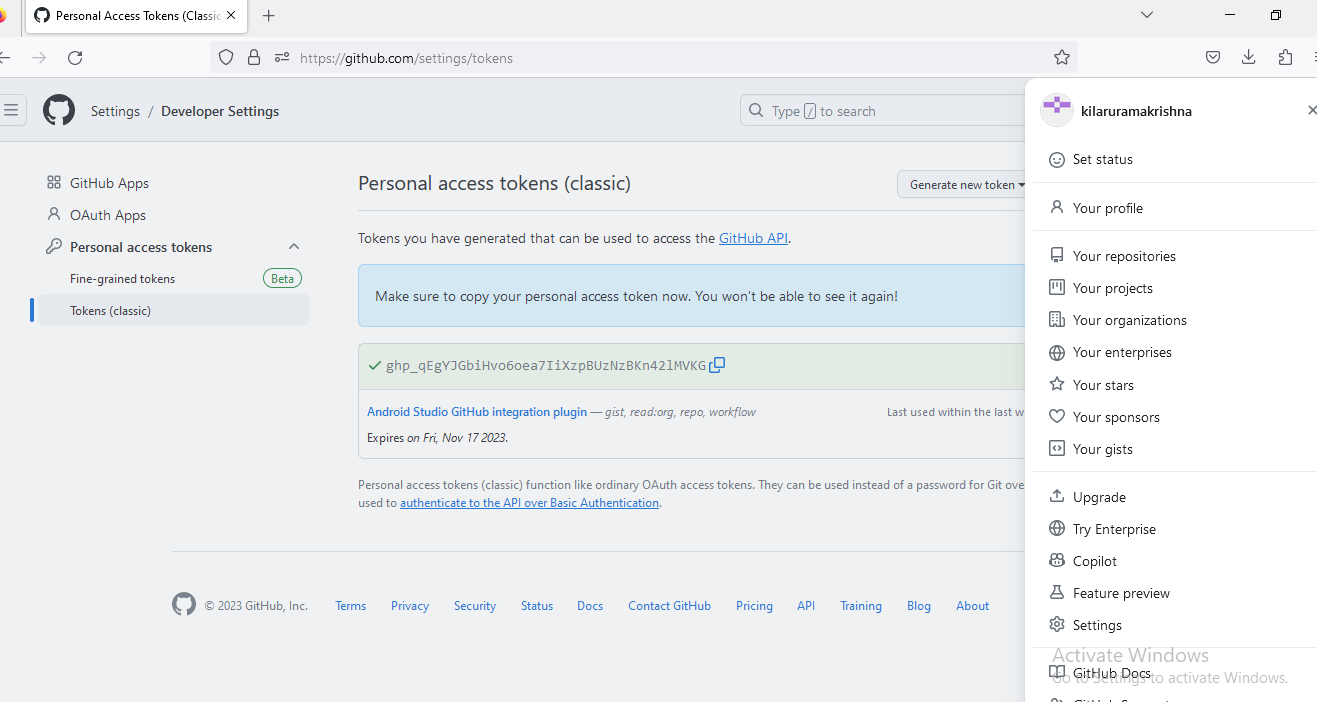 Personal Access Tokens (Classic
https://github.com/settings/tokens
Settings / Developer Settings
Type / to search
GitHub Apps
OAuth Apps
Personal access tokens
Fine-grained tokens Beta
Tokens (classic)
Personal access tokens (classic)
Generate new token
Tokens you have generated that can be used to access the GitHub API.
Make sure to copy your personal access token now. You won't be able to see it again!
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
Android Studio GitHub integration plugin — gist, read:org, repo, workflow
Last used within the last w
Expires on Fri, Nov 17 2023.
Personal access tokens (classic) function like ordinary OAuth access tokens. They can be used instead of a password for Git ove
used to authenticate to the API over Basic Authentication.
© 2023 GitHub, Inc. Terms Privacy Security Status Docs Contact GitHub Pricing API Training Blog About
kilaruramakrishna
Set status
Your profile
Your repositories
Your projects
Your organizations
Your enterprises
Your stars
Your sponsors
Your gists
Upgrade
Try Enterprise
Copilot
Feature preview
Settings
Activate Windows
GitHub Docs
Go to Settings to activate Windows.